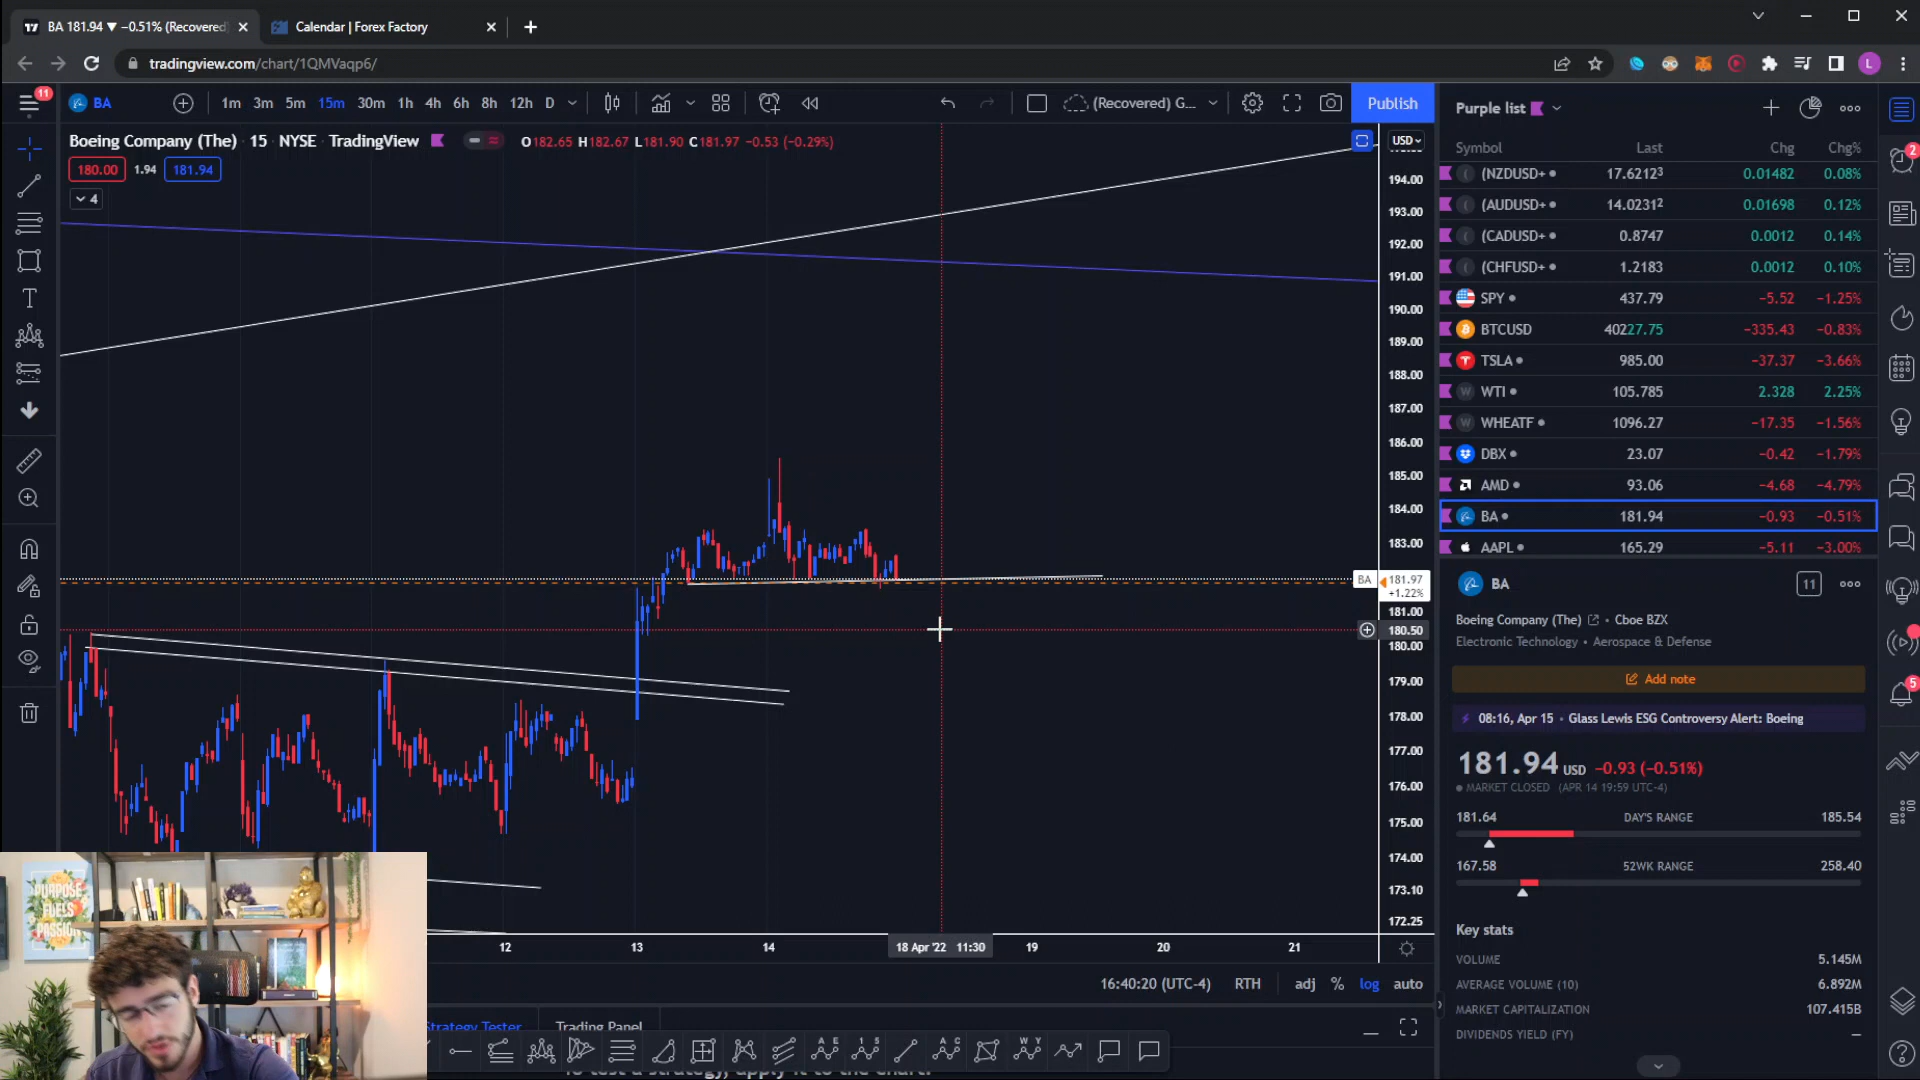 BA 181.94 ▼ −0.51% (Recovered)
Calendar | Forex Factory
tradingview.com/chart/1QMVaqp6/
L
11
BA
1m 3m 5m 15m 30m 1h 4h 6h 8h 12h D
(Recovered) G...
Publish
Boeing Company (The) · 15 · NYSE · TradingView
O182.65 H182.67 L181.90 C181.97 −0.53 (−0.29%)
180.00 1.94 181.94
4
USD
194.00
193.00
192.00
191.00
190.00
189.00
188.00
187.00
186.00
185.00
184.00
183.00
BA 181.97
+1.22%
181.00
180.50
180.00
179.00
178.00
177.00
176.00
175.00
174.00
173.10
172.25
12 13 14 18 Apr '22 11:30 19 20 21
16:40:20 (UTC-4) RTH adj % log auto
Strategy Tester Trading Panel
To test a strategy, apply it to the chart.
Purple list
Symbol Last Chg Chg%
(NZDUSD+ 17.6212³ 0.01482 0.08%
(AUDUSD+ 14.0231² 0.01698 0.12%
(CADUSD+ 0.8747 0.0012 0.14%
(CHFUSD+ 1.2183 0.0012 0.10%
SPY 437.79 −5.52 −1.25%
BTCUSD 40227.75 −335.43 −0.83%
TSLA 985.00 −37.37 −3.66%
WTI 105.785 2.328 2.25%
WHEATF 1096.27 −17.35 −1.56%
DBX 23.07 −0.42 −1.79%
AMD 93.06 −4.68 −4.79%
BA 181.94 −0.93 −0.51%
AAPL 165.29 −5.11 −3.00%
BA 11
Boeing Company (The) • Cboe BZX
Electronic Technology • Aerospace & Defense
Add note
08:16, Apr 15 • Glass Lewis ESG Controversy Alert: Boeing
181.94 USD −0.93 (−0.51%)
MARKET CLOSED (APR 14 19:59 UTC-4)
181.64 DAY'S RANGE 185.54
167.58 52WK RANGE 258.40
Key stats
VOLUME 5.145M
AVERAGE VOLUME (10) 6.892M
MARKET CAPITALIZATION 107.415B
DIVIDENDS YIELD (FY) —
2
5
PURPOSE
FUELS
PASSION